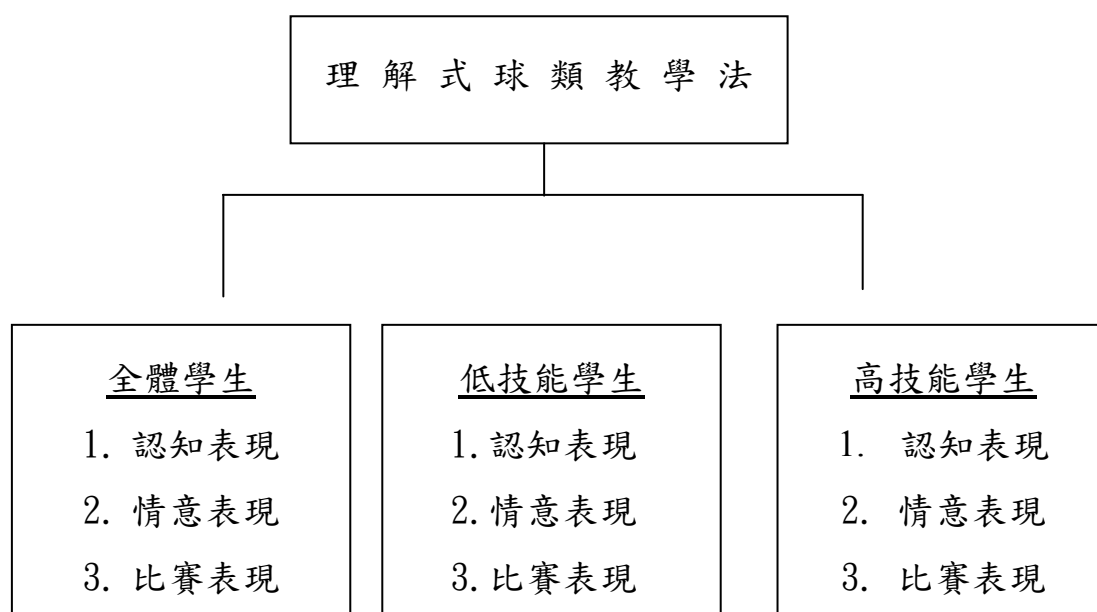 理解式球類教學法
全體學生
1. 認知表現
2. 情意表現
3. 比賽表現
低技能學生
1. 認知表現
2. 情意表現
3. 比賽表現
高技能學生
1. 認知表現
2. 情意表現
3. 比賽表現